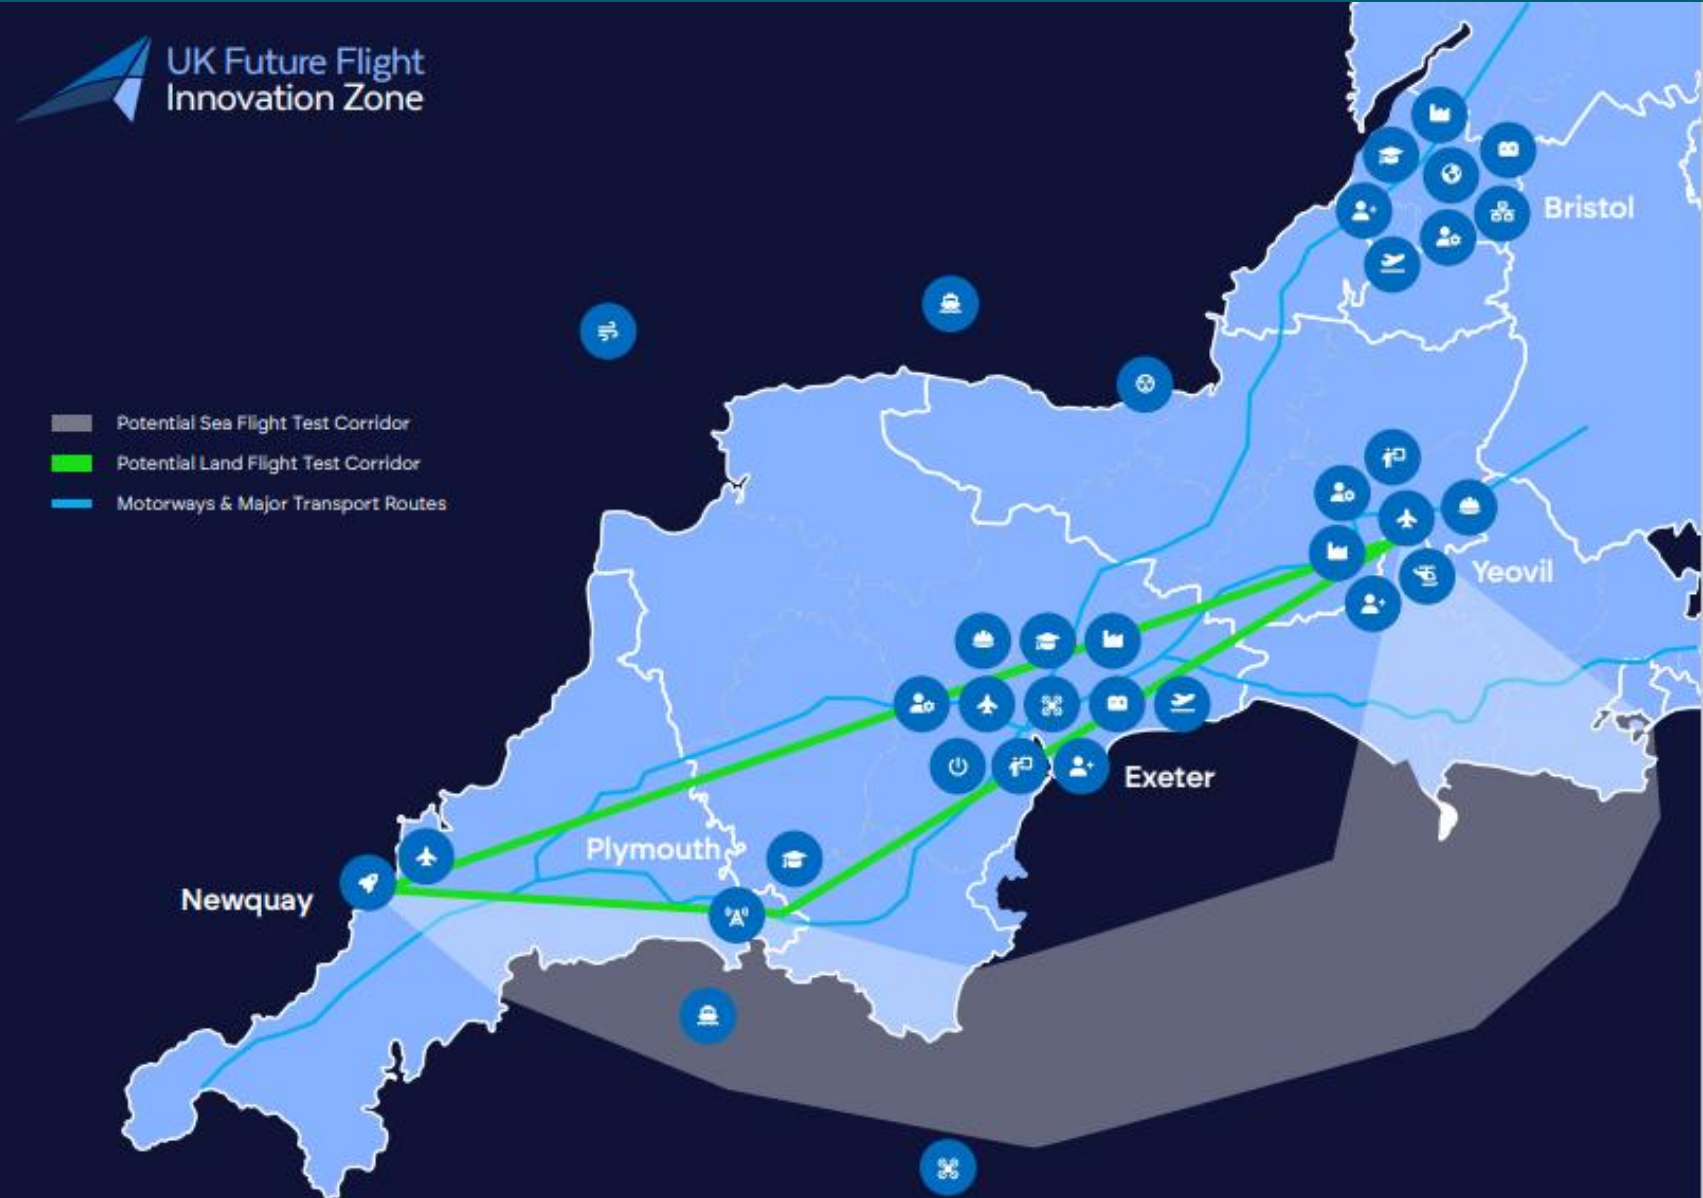 UK Future Flight
Innovation Zone
Potential Sea Flight Test Corridor
Potential Land Flight Test Corridor
Motorways & Major Transport Routes
Bristol
Yeovil
Exeter
Plymouth
Newquay